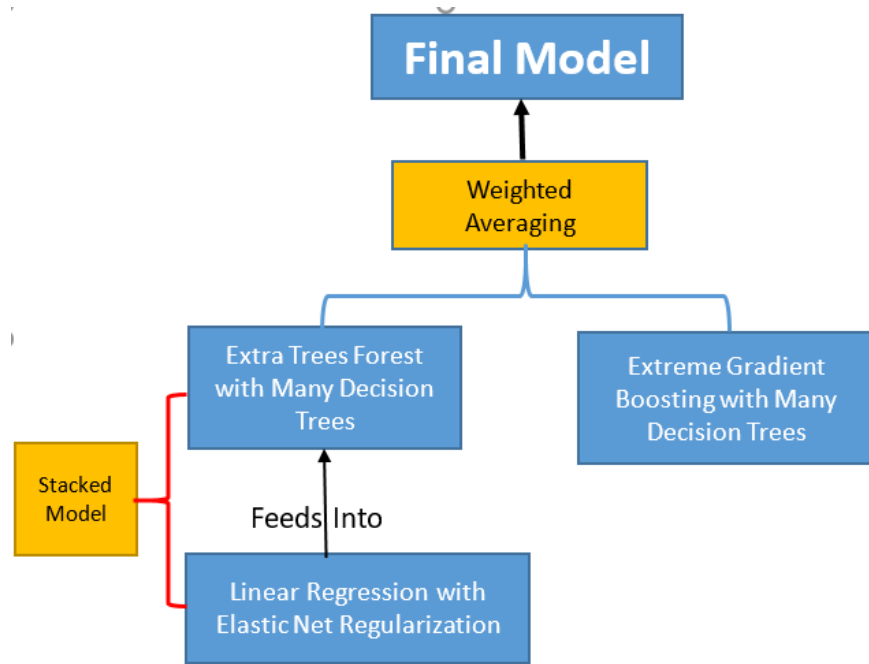 Final Model
Weighted
Averaging
Extra Trees Forest
with Many Decision
Trees
Extreme Gradient
Boosting with Many
Decision Trees
Stacked
Model
Feeds Into
Linear Regression with
Elastic Net Regularization